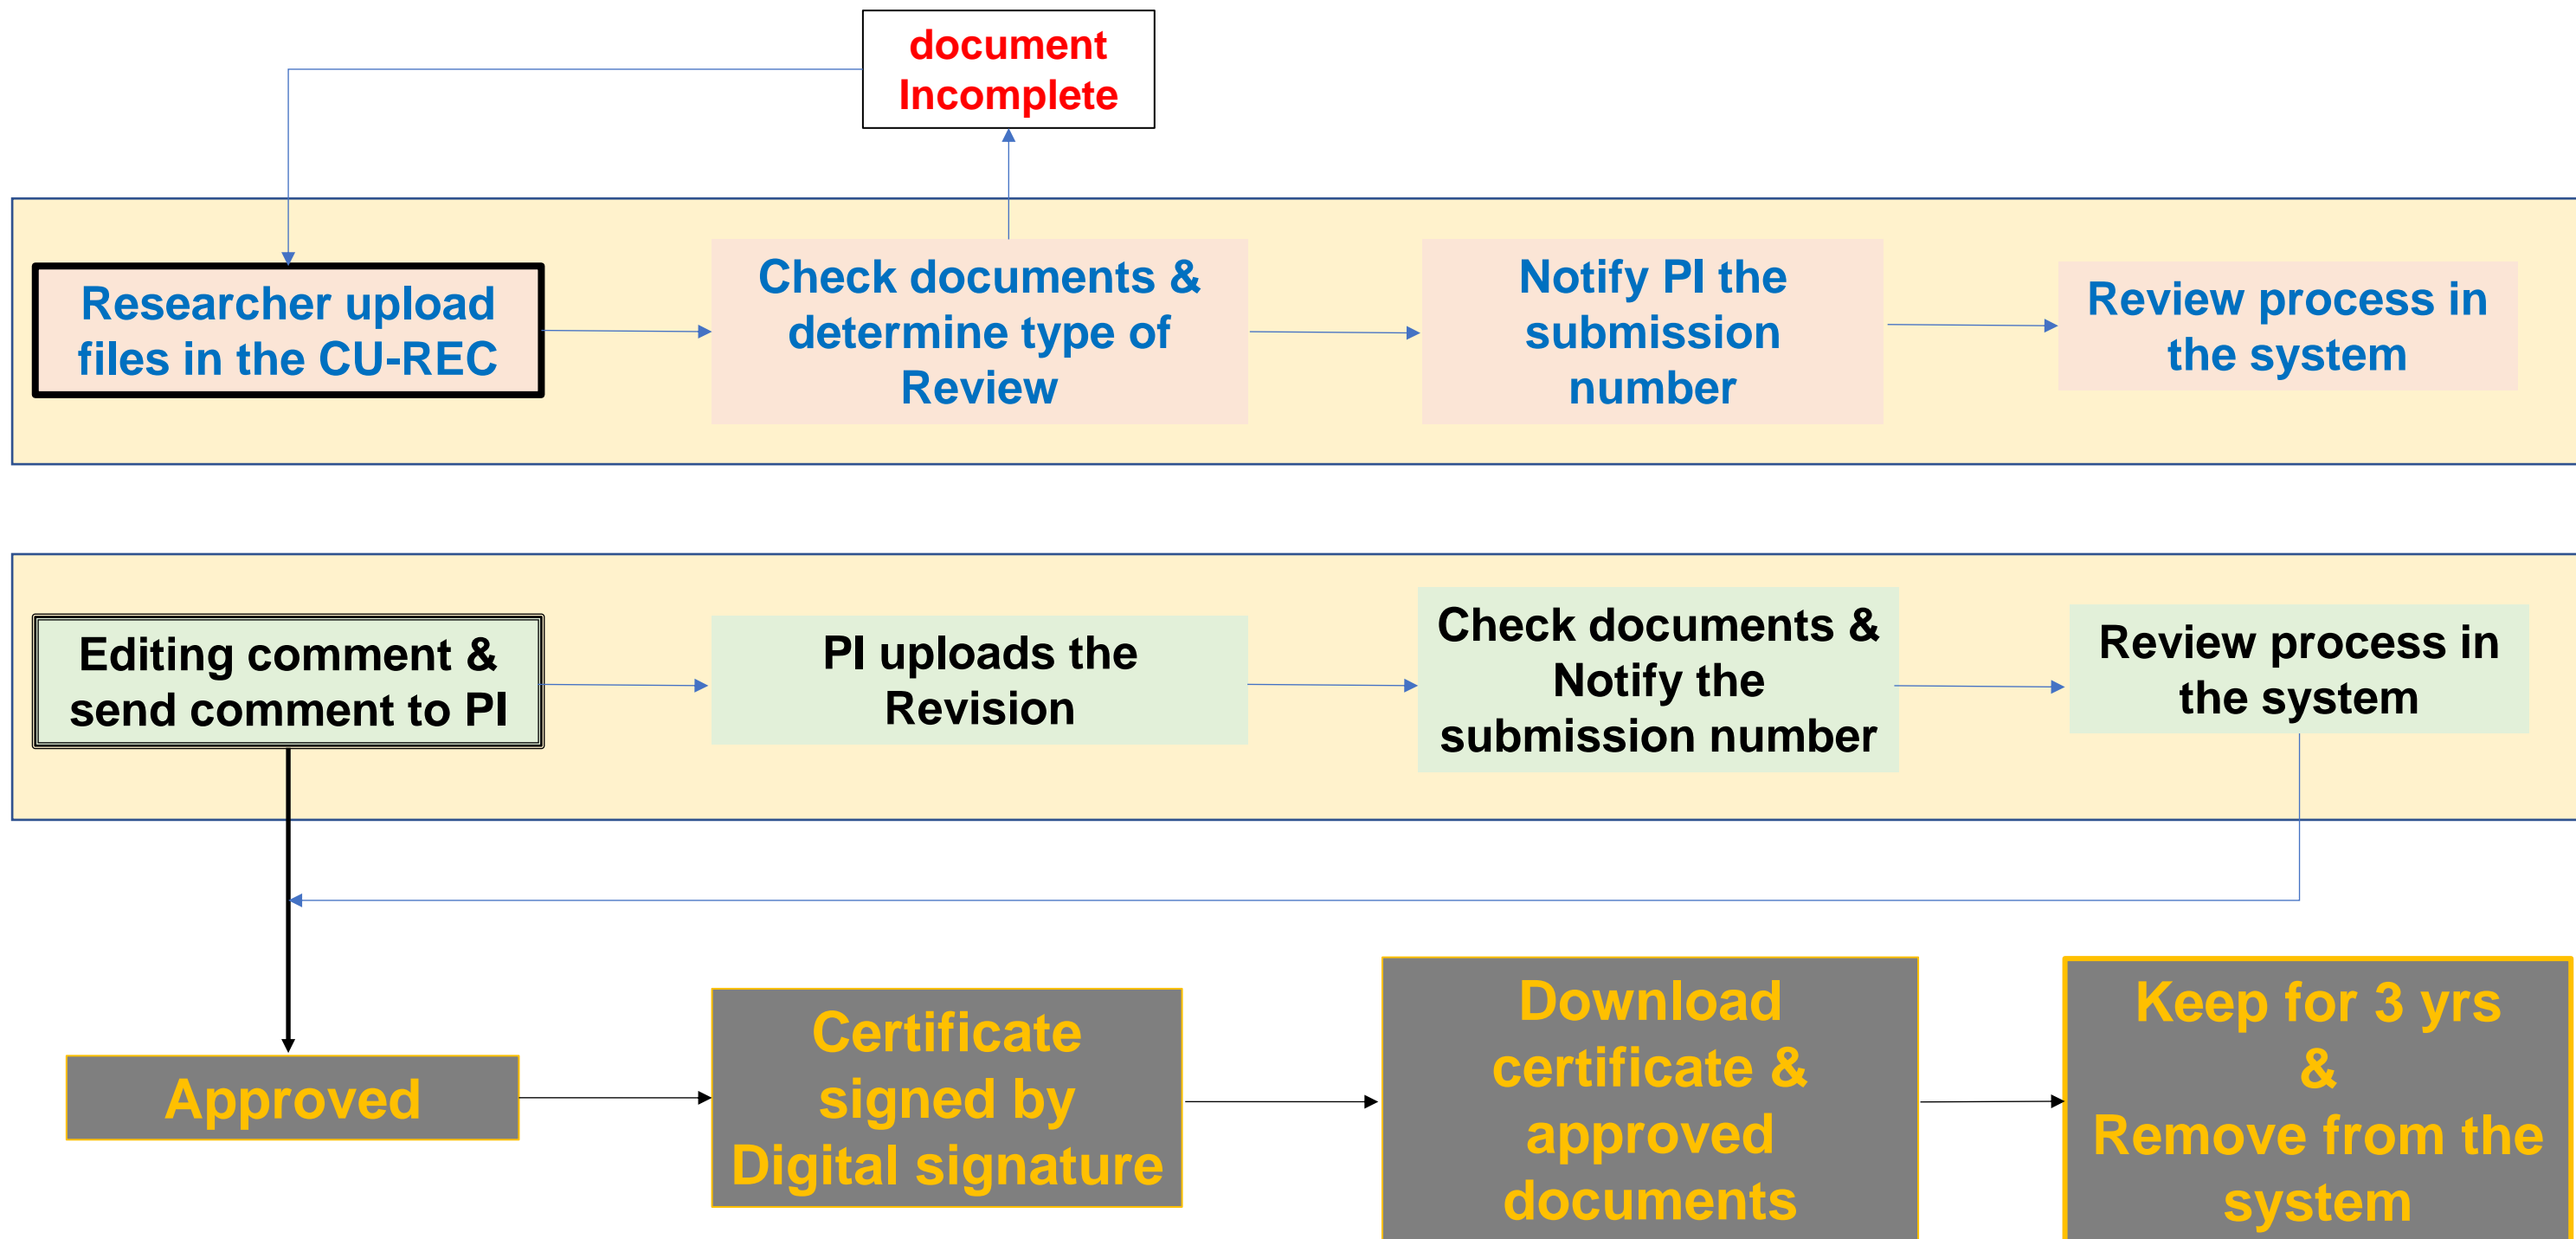 document
Incomplete
Researcher upload
files in the CU-REC
Check documents &
determine type of
Review
Notify PI the
submission
number
Review process in
the system
Editing comment &
send comment to PI
PI uploads the
Revision
Check documents &
Notify the
submission number
Review process in
the system
Approved
Certificate
signed by
Digital signature
Download
certificate &
approved
documents
Keep for 3 yrs
&
Remove from the
system